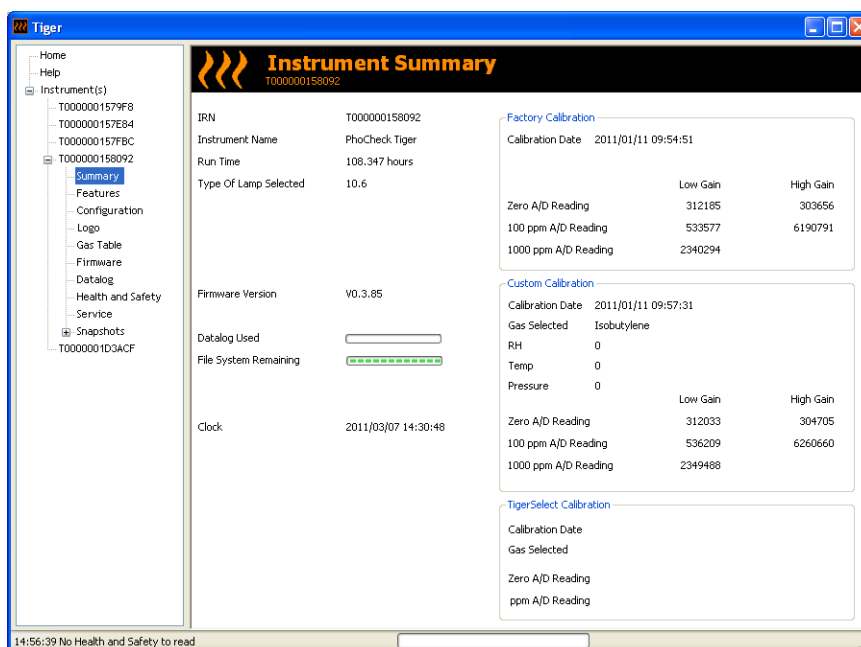 Tiger
Home
Help
Instrument(s)
T0000001579F8
T000000157E84
T000000157FBC
T000000158092
Summary
Features
Configuration
Logo
Gas Table
Firmware
Datalog
Health and Safety
Service
Snapshots
T0000001D3ACF
Instrument Summary
T000000158092
IRN T000000158092
Instrument Name PhoCheck Tiger
Run Time 108.347 hours
Type Of Lamp Selected 10.6
Firmware Version V0.3.85
Datalog Used
File System Remaining
Clock 2011/03/07 14:30:48
Factory Calibration
Calibration Date 2011/01/11 09:54:51
Low Gain High Gain
Zero A/D Reading 312185 303656
100 ppm A/D Reading 533577 6190791
1000 ppm A/D Reading 2340294
Custom Calibration
Calibration Date 2011/01/11 09:57:31
Gas Selected Isobutylene
RH 0
Temp 0
Pressure 0
Low Gain High Gain
Zero A/D Reading 312033 304705
100 ppm A/D Reading 536209 6260660
1000 ppm A/D Reading 2349488
TigerSelect Calibration
Calibration Date
Gas Selected
Zero A/D Reading
ppm A/D Reading
14:56:39 No Health and Safety to read